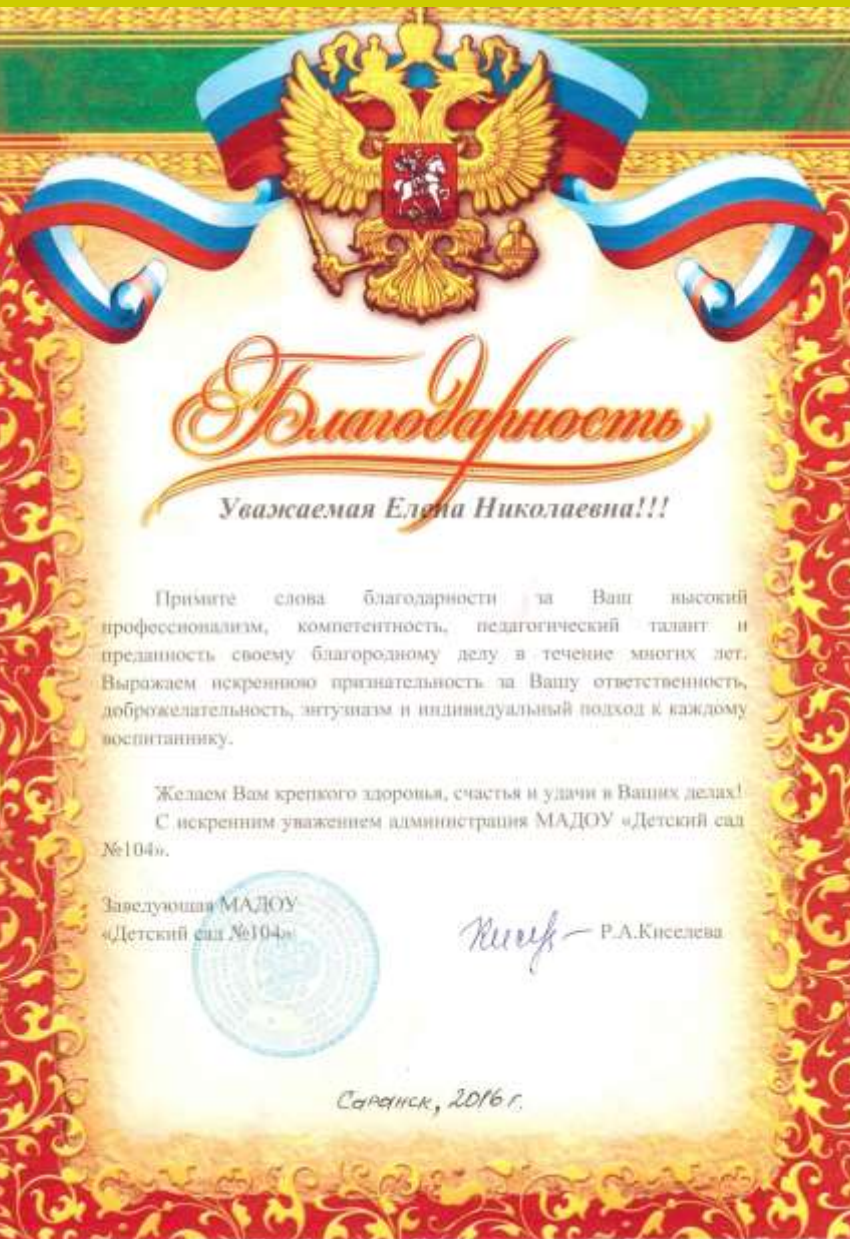 Благодарность
Уважаемая Елена Николаевна!!!
Примите слова благодарности за Ваш высокий
профессионализм, компетентность, педагогический талант и
преданность своему благородному делу в течение многих лет.
Выражаем искреннюю признательность за Вашу ответственность,
доброжелательность, энтузиазм и индивидуальный подход к каждому
воспитаннику.
Желаем Вам крепкого здоровья, счастья и удачи в Ваших делах!
С искренним уважением администрация МАДОУ «Детский сад
№104».
Заведующая МАДОУ
«Детский сад №104» Р.А.Киселева
Саранск, 2016 г.